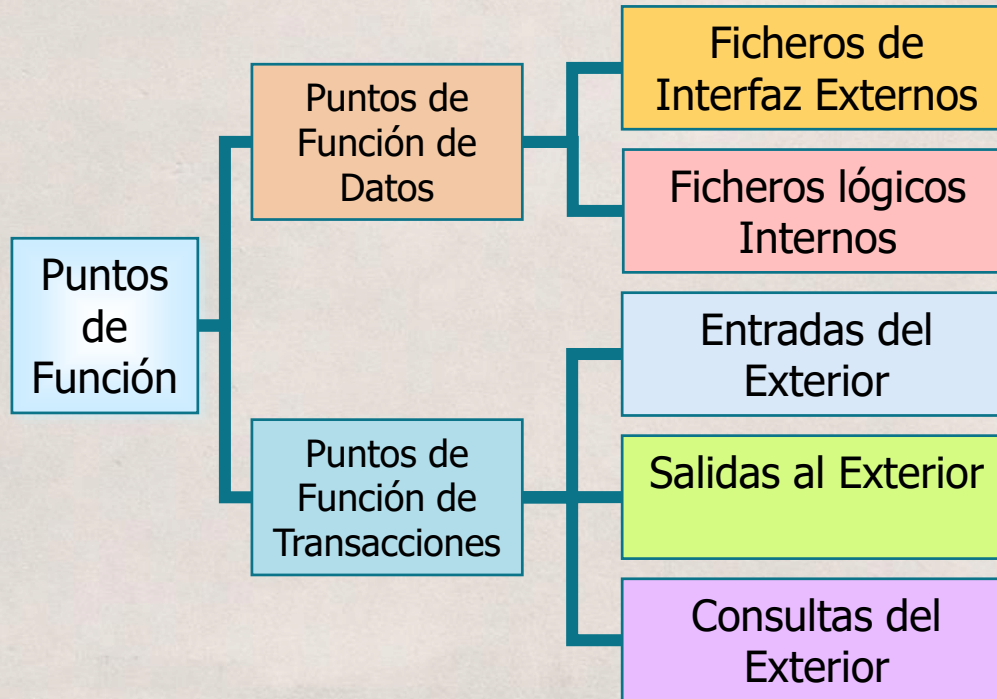 Puntos
de
Función
Puntos de
Función de
Datos
Ficheros de
Interfaz Externos
Ficheros lógicos
Internos
Puntos de
Función de
Transacciones
Entradas del
Exterior
Salidas al Exterior
Consultas del
Exterior